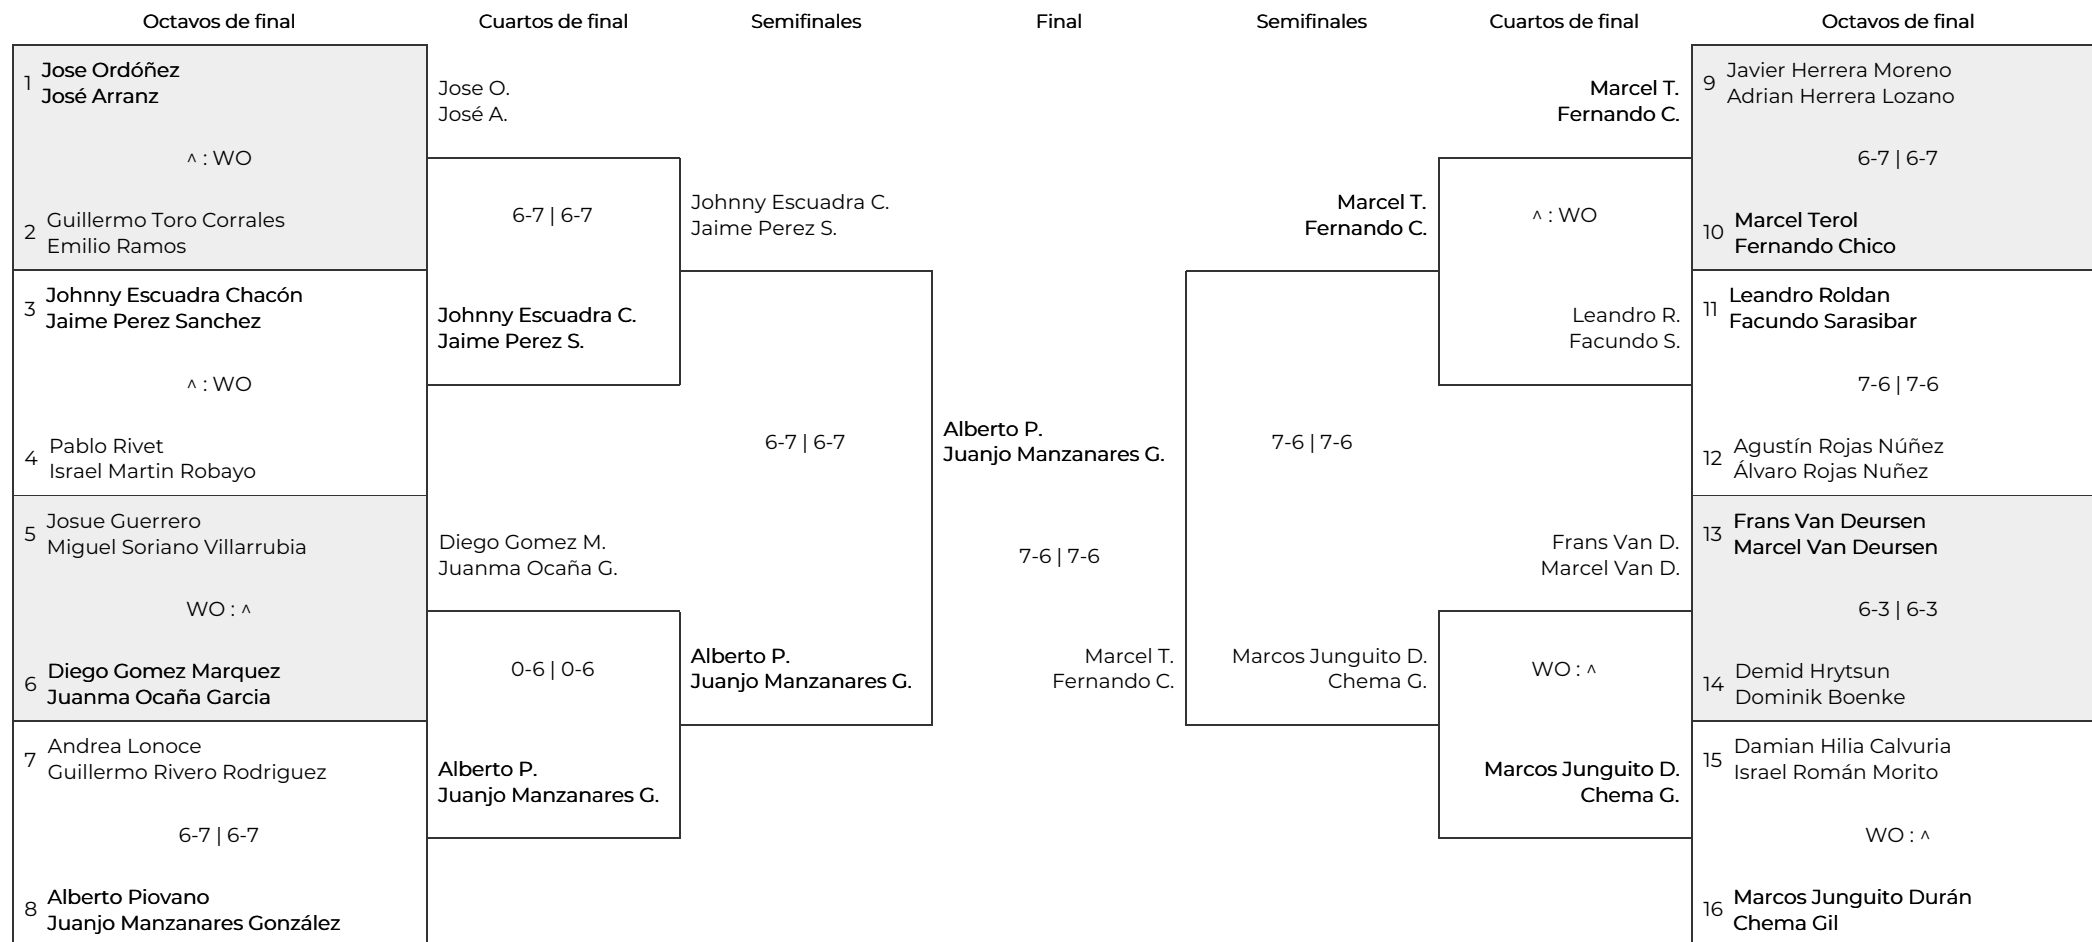 Octavos de final
Cuartos de final
Semifinales
Final
Semifinales
Cuartos de final
Octavos de final
1
Jose Ordóñez
José Arranz
^ : WO
2
Guillermo Toro Corrales
Emilio Ramos
3
Johnny Escuadra Chacón
Jaime Perez Sanchez
^ : WO
4
Pablo Rivet
Israel Martin Robayo
5
Josue Guerrero
Miguel Soriano Villarrubia
WO : ^
6
Diego Gomez Marquez
Juanma Ocaña Garcia
7
Andrea Lonoce
Guillermo Rivero Rodriguez
6-7 | 6-7
8
Alberto Piovano
Juanjo Manzanares González
Jose O.
José A.
6-7 | 6-7
Johnny Escuadra C.
Jaime Perez S.
Diego Gomez M.
Juanma Ocaña G.
0-6 | 0-6
Alberto P.
Juanjo Manzanares G.
Johnny Escuadra C.
Jaime Perez S.
6-7 | 6-7
Alberto P.
Juanjo Manzanares G.
Alberto P.
Juanjo Manzanares G.
7-6 | 7-6
Marcel T.
Fernando C.
Marcel T.
Fernando C.
7-6 | 7-6
Marcos Junguito D.
Chema G.
Marcel T.
Fernando C.
^ : WO
Leandro R.
Facundo S.
Frans Van D.
Marcel Van D.
WO : ^
Marcos Junguito D.
Chema G.
9
Javier Herrera Moreno
Adrian Herrera Lozano
6-7 | 6-7
10
Marcel Terol
Fernando Chico
11
Leandro Roldan
Facundo Sarasibar
7-6 | 7-6
12
Agustín Rojas Núñez
Álvaro Rojas Nuñez
13
Frans Van Deursen
Marcel Van Deursen
6-3 | 6-3
14
Demid Hrytsun
Dominik Boenke
15
Damian Hilia Calvuria
Israel Román Morito
WO : ^
16
Marcos Junguito Durán
Chema Gil